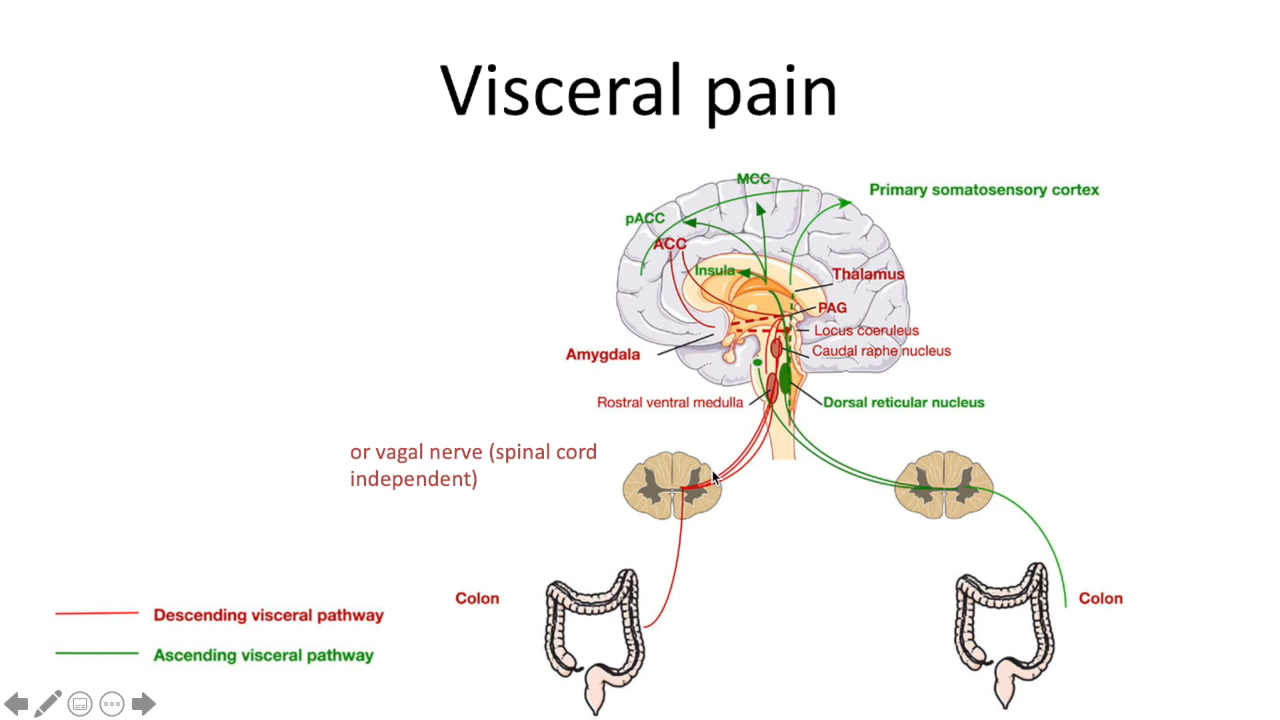 Visceral pain
MCC
Primary somatosensory cortex
pACC
ACC
Insula
Thalamus
PAG
Locus coeruleus
Caudal raphe nucleus
Amygdala
Rostral ventral medulla
Dorsal reticular nucleus
or vagal nerve (spinal cord
independent)
Colon
Colon
Descending visceral pathway
Ascending visceral pathway